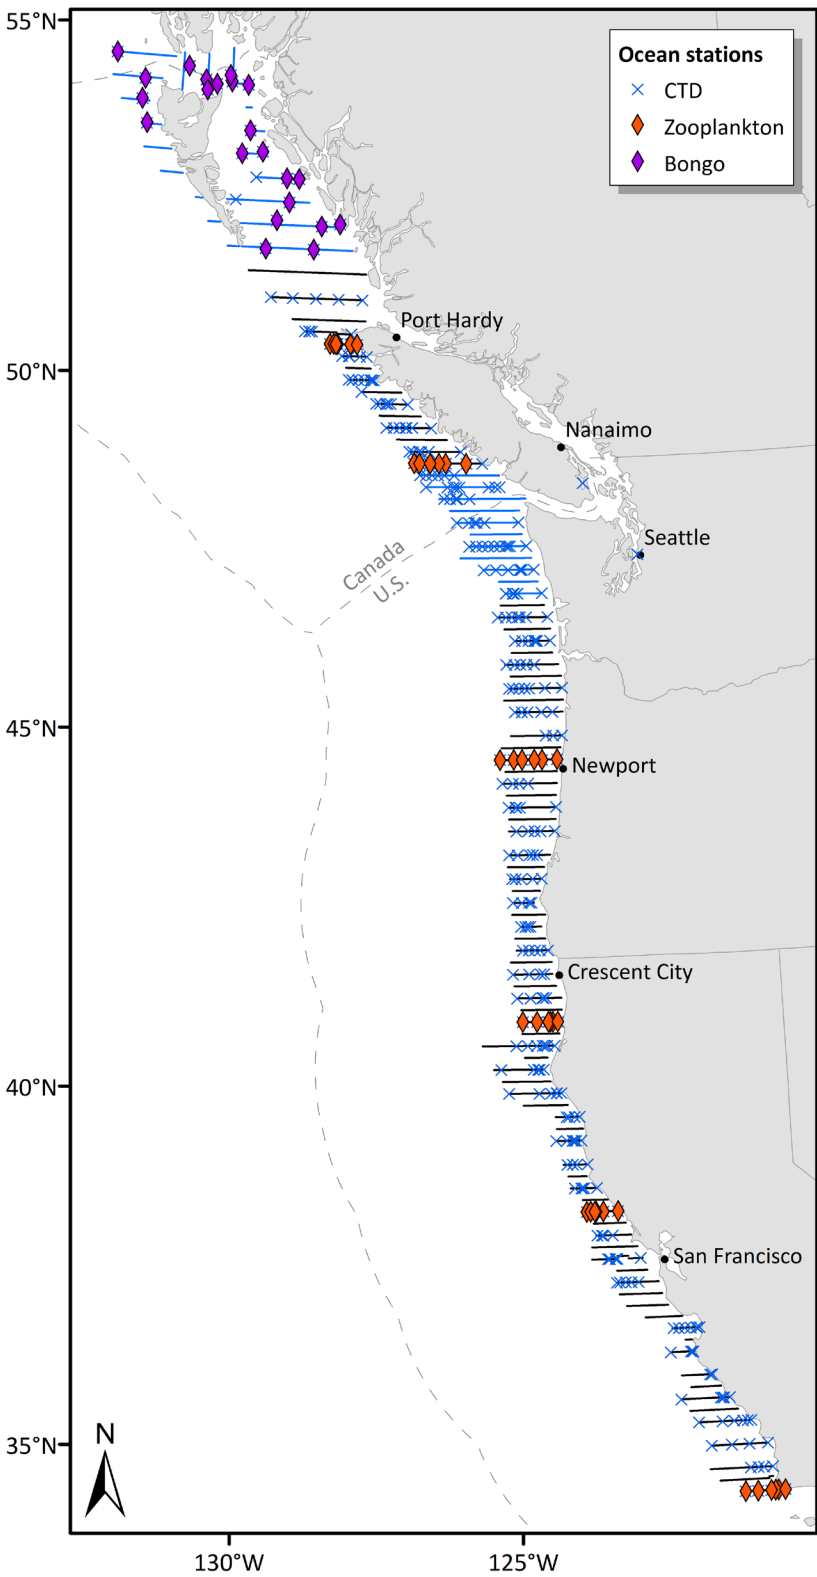 55°N
Ocean stations
CTD
Zooplankton
Bongo
Port Hardy
50°N
Nanaimo
Seattle
Canada
U.S.
45°N
Newport
Crescent City
40°N
San Francisco
N
35°N
130°W
125°W